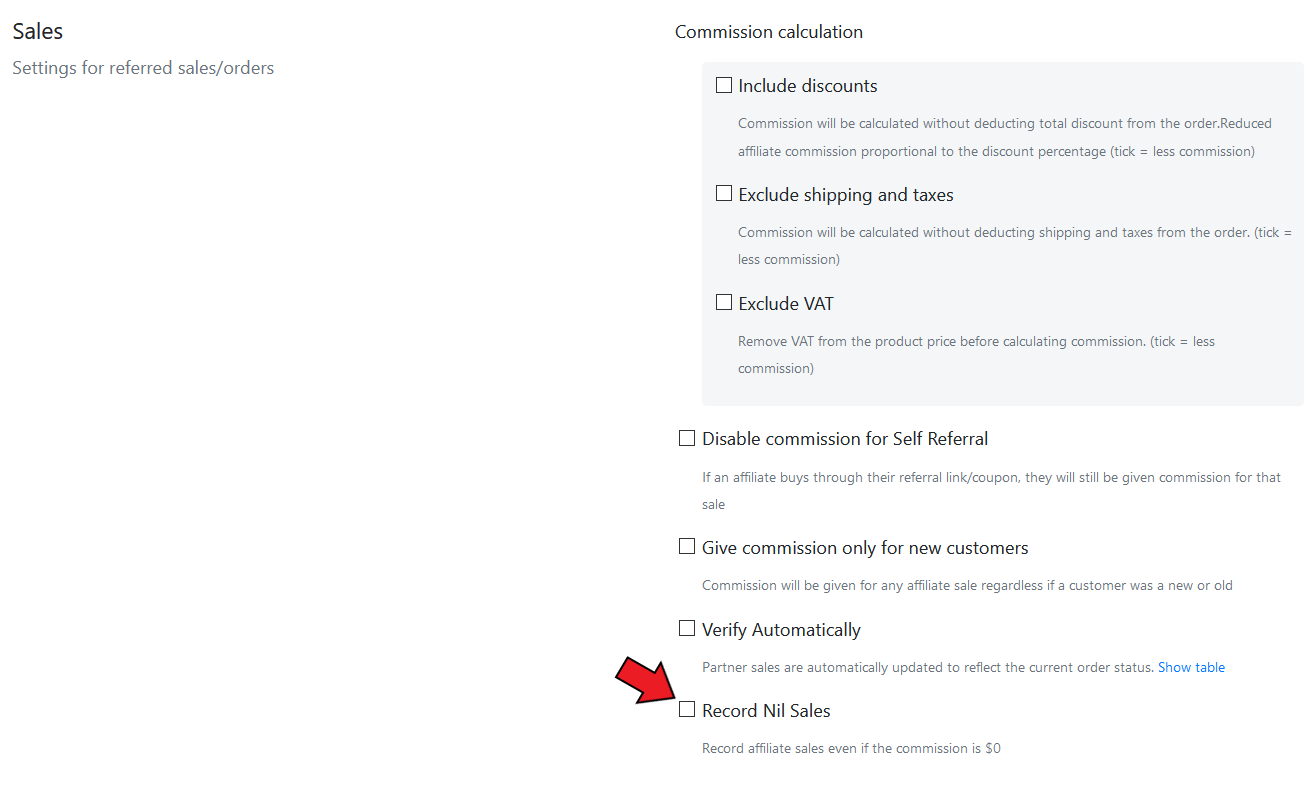 Sales
Settings for referred sales/orders
Commission calculation
Include discounts
Commission will be calculated without deducting total discount from the order.Reduced
affiliate commission proportional to the discount percentage (tick = less commission)
Exclude shipping and taxes
Commission will be calculated without deducting shipping and taxes from the order. (tick =
less commission)
Exclude VAT
Remove VAT from the product price before calculating commission. (tick = less
commission)
Disable commission for Self Referral
If an affiliate buys through their referral link/coupon, they will still be given commission for that
sale
Give commission only for new customers
Commission will be given for any affiliate sale regardless if a customer was a new or old
Verify Automatically
Partner sales are automatically updated to reflect the current order status. Show table
Record Nil Sales
Record affiliate sales even if the commission is $0